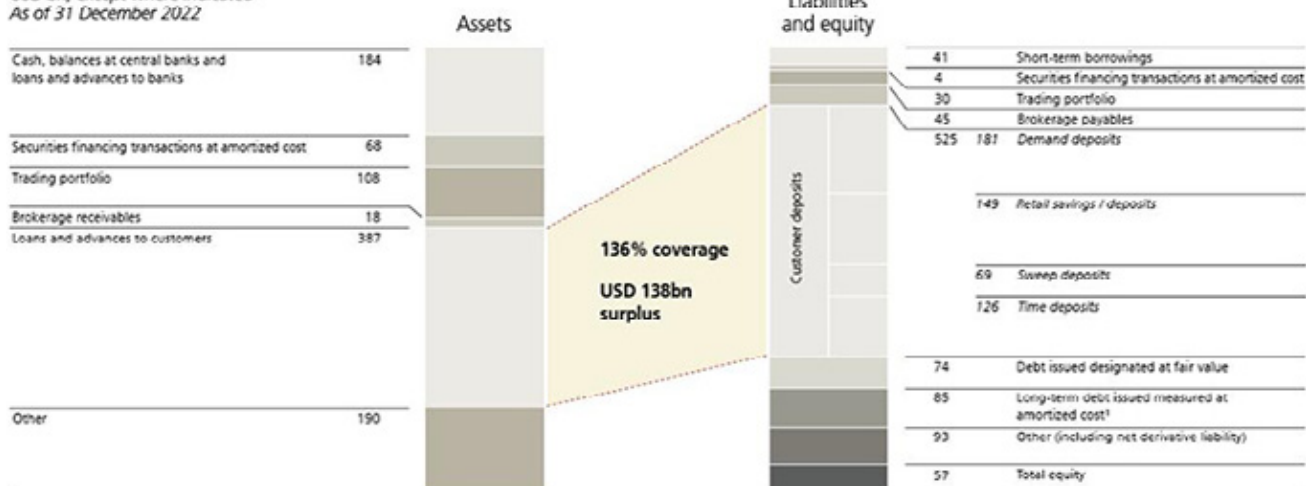 As of 31 December 2022
Assets
Liabilities
and equity
Cash, balances at central banks and
loans and advances to banks
184
Securities financing transactions at amortized cost 68
Trading portfolio 108
Brokerage receivables 18
Loans and advances to customers 387
Other 190
136% coverage
USD 138bn
surplus
Customer deposits
41 Short-term borrowings
4 Securities financing transactions at amortized cost
30 Trading portfolio
45 Brokerage payables
525 181 Demand deposits
149 Retail savings / deposits
69 Sweep deposits
126 Time deposits
74 Debt issued designated at fair value
85 Long-term debt issued measured at
amortized cost¹
93 Other (including net derivative liability)
57 Total equity